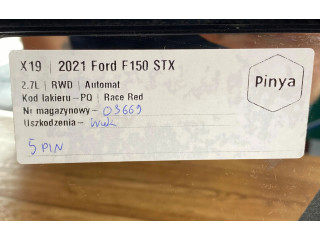 X19 | 2021 Ford F150 STX
2.7L | RWD | Automat
Kod lakieru – PQ | Race Red
Nr magazynowy – 03669
Uszkodzenia – Wak
5 PIN
Pinya